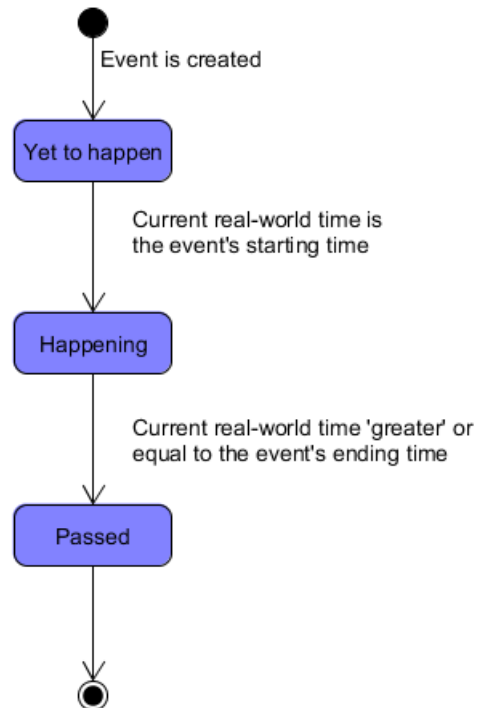 Event is created
Yet to happen
Current real-world time is
the event's starting time
Happening
Current real-world time 'greater' or
equal to the event's ending time
Passed